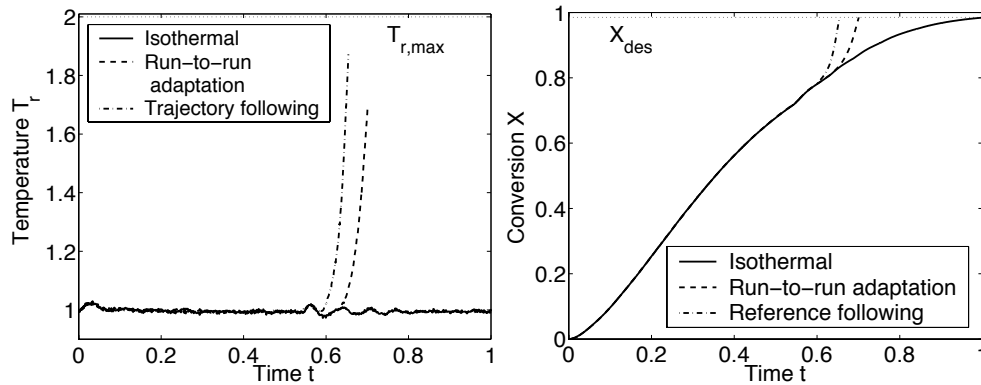 2
1.8
1.6
1.4
1.2
1
Temperature T_r
T_r,max
Isothermal
Run−to−run
adaptation
Trajectory following
0
0.2
0.4
0.6
0.8
1
Time t
1
0.8
0.6
0.4
0.2
0
Conversion X
X_des
Isothermal
Run−to−run adaptation
Reference following
0
0.2
0.4
0.6
0.8
1
Time t